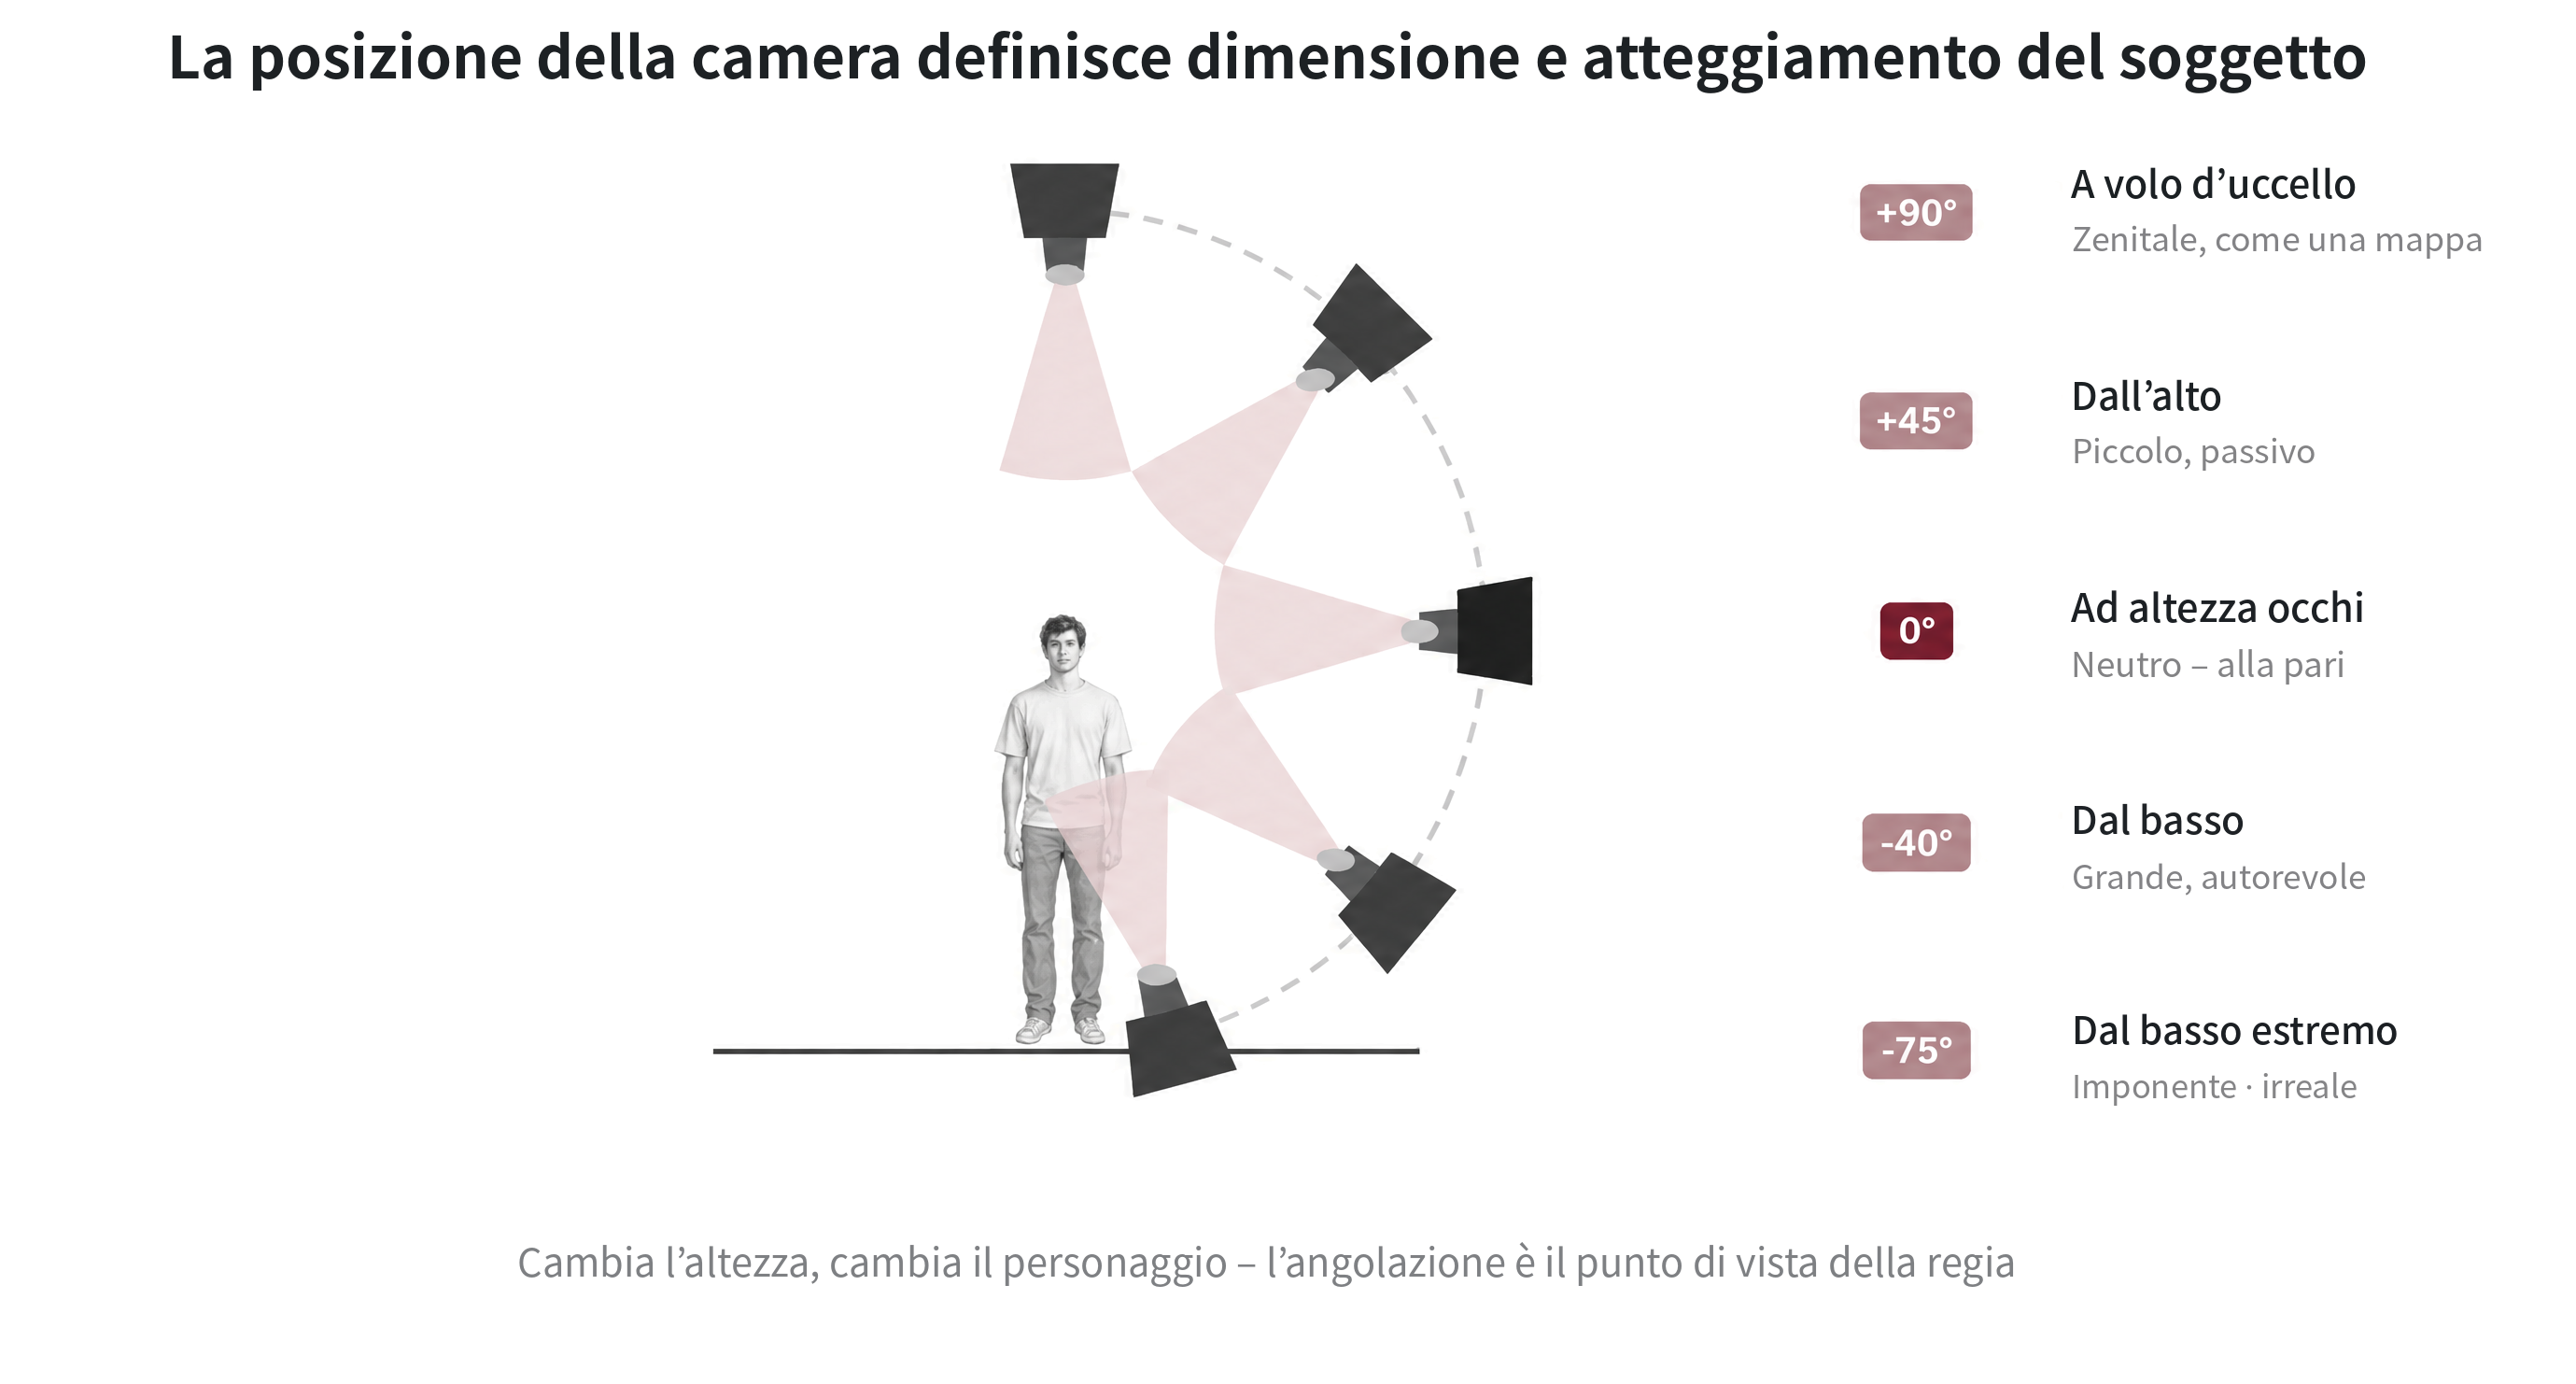 La posizione della camera definisce dimensione e atteggiamento del soggetto
+90°
A volo d’uccello
Zenitale, come una mappa
+45°
Dall’alto
Piccolo, passivo
0°
Ad altezza occhi
Neutro – alla pari
-40°
Dal basso
Grande, autorevole
-75°
Dal basso estremo
Imponente · irreale
Cambia l’altezza, cambia il personaggio – l’angolazione è il punto di vista della regia